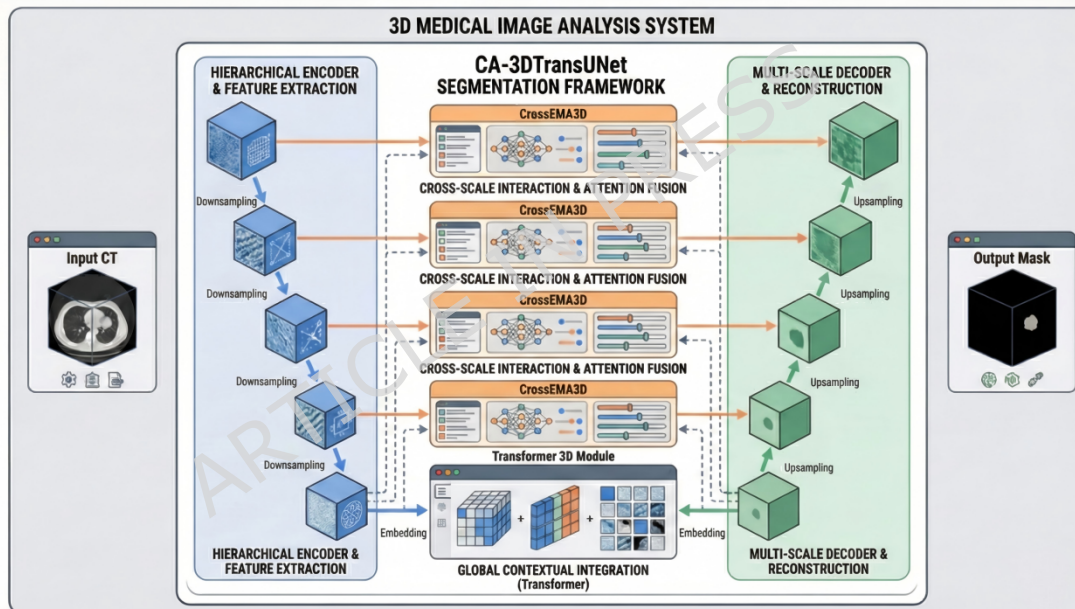 3D MEDICAL IMAGE ANALYSIS SYSTEM
HIERARCHICAL ENCODER
& FEATURE EXTRACTION
CA-3DTransUNet
SEGMENTATION FRAMEWORK
MULTI-SCALE DECODER
& RECONSTRUCTION
CrossEMA3D
CROSS-SCALE INTERACTION & ATTENTION FUSION
Downsampling
Upsampling
CrossEMA3D
CROSS-SCALE INTERACTION & ATTENTION FUSION
Input CT
Output Mask
Downsampling
Upsampling
CrossEMA3D
CROSS-SCALE INTERACTION & ATTENTION FUSION
Downsampling
Upsampling
CrossEMA3D
Transformer 3D Module
Downsampling
Upsampling
Embedding
Embedding
GLOBAL CONTEXTUAL INTEGRATION
(Transformer)
HIERARCHICAL ENCODER &
FEATURE EXTRACTION
MULTI-SCALE DECODER &
RECONSTRUCTION
ARTICLE IN PRESS